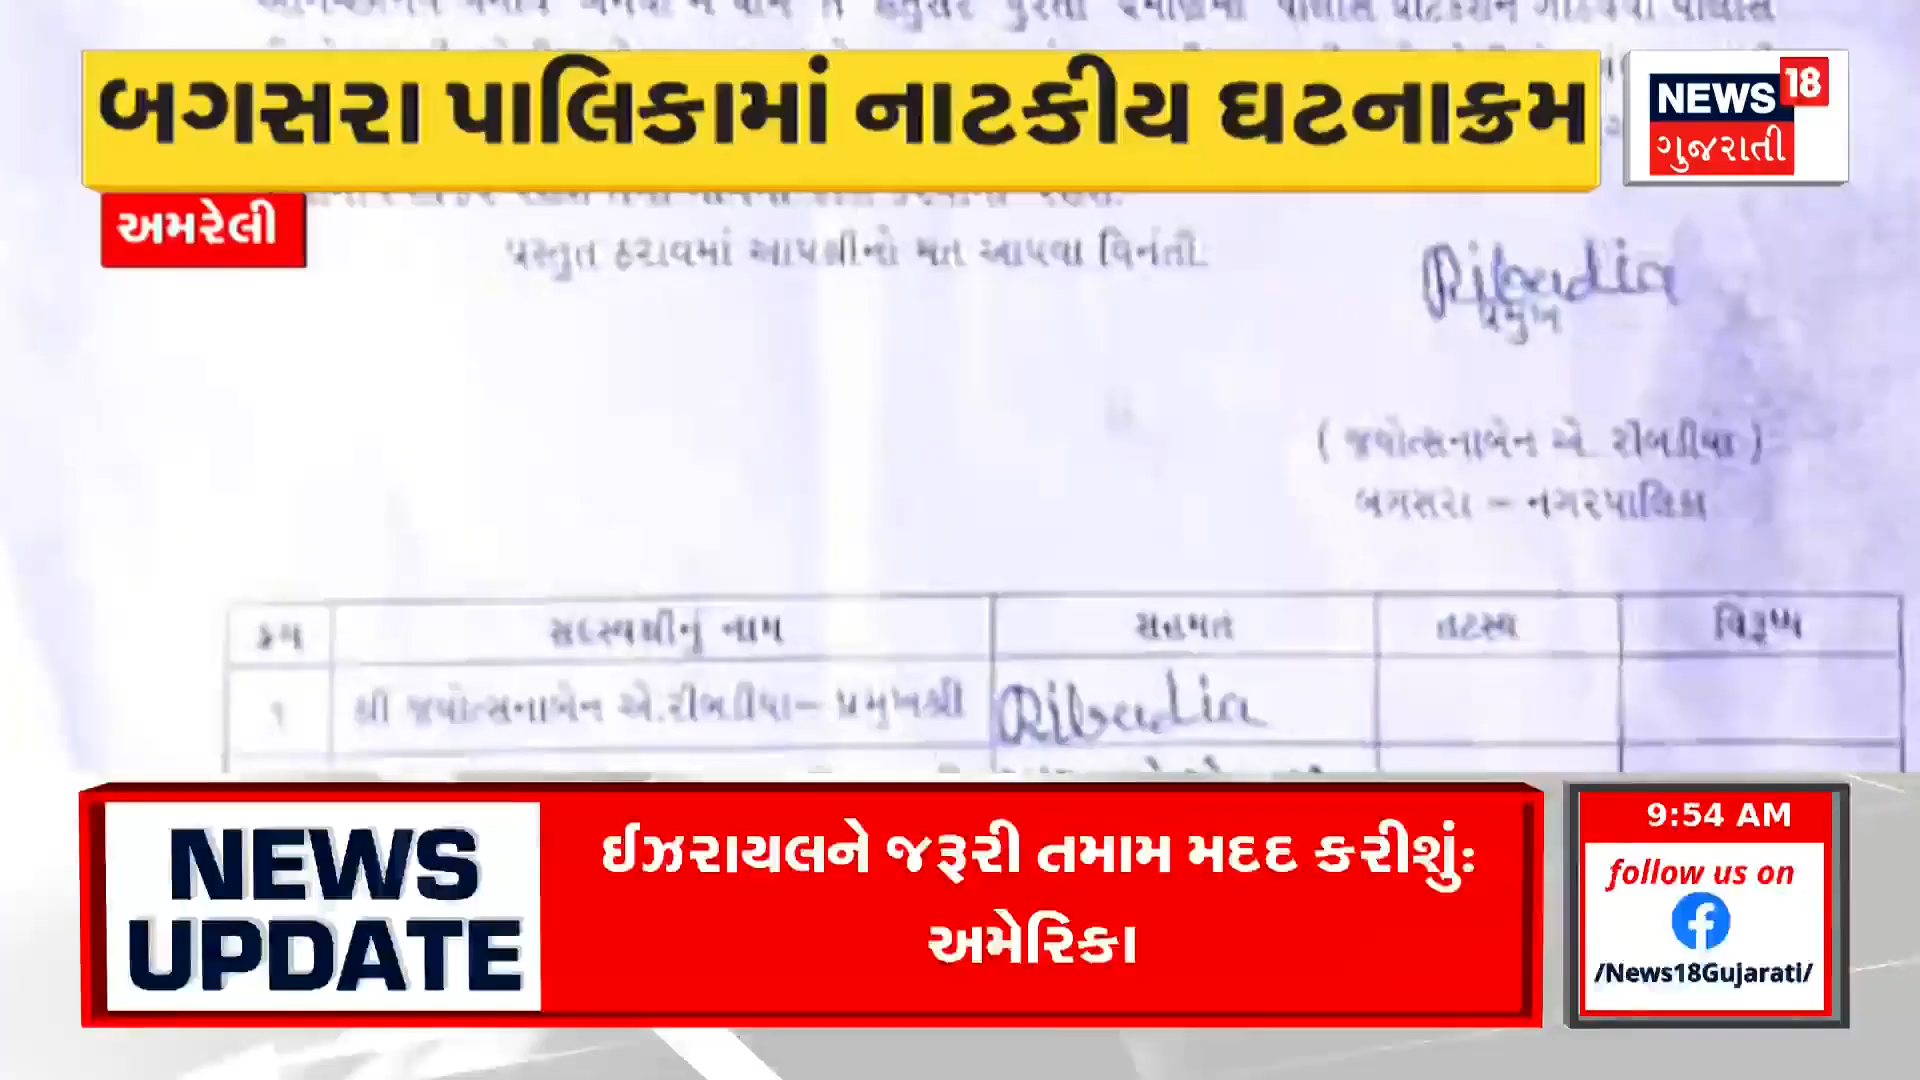 બગસરા પાલિકામાં નાટકીય ઘટનાક્રમ
NEWS 18
ગુજરાતી
અમરેલી
પ્રસ્તુત ઠરાવમાં આપશ્રીનો મત આપવા વિનંતી.
Ribadia
પ્રમુખ
( જયોત્સનાબેન એ. રીબડીયા )
બગસરા – નગરપાલિકા
ક્રમ સદસ્યશ્રીનું નામ સહમત તટસ્થ વિરૂધ્ધ
૧ શ્રી જયોત્સનાબેન એ.રીબડીયા– પ્રમુખશ્રી Ribadia
NEWS
UPDATE
ઈઝરાયલને જરૂરી તમામ મદદ કરીશું:
અમેરિકા
9:54 AM
follow us on
/News18Gujarati/